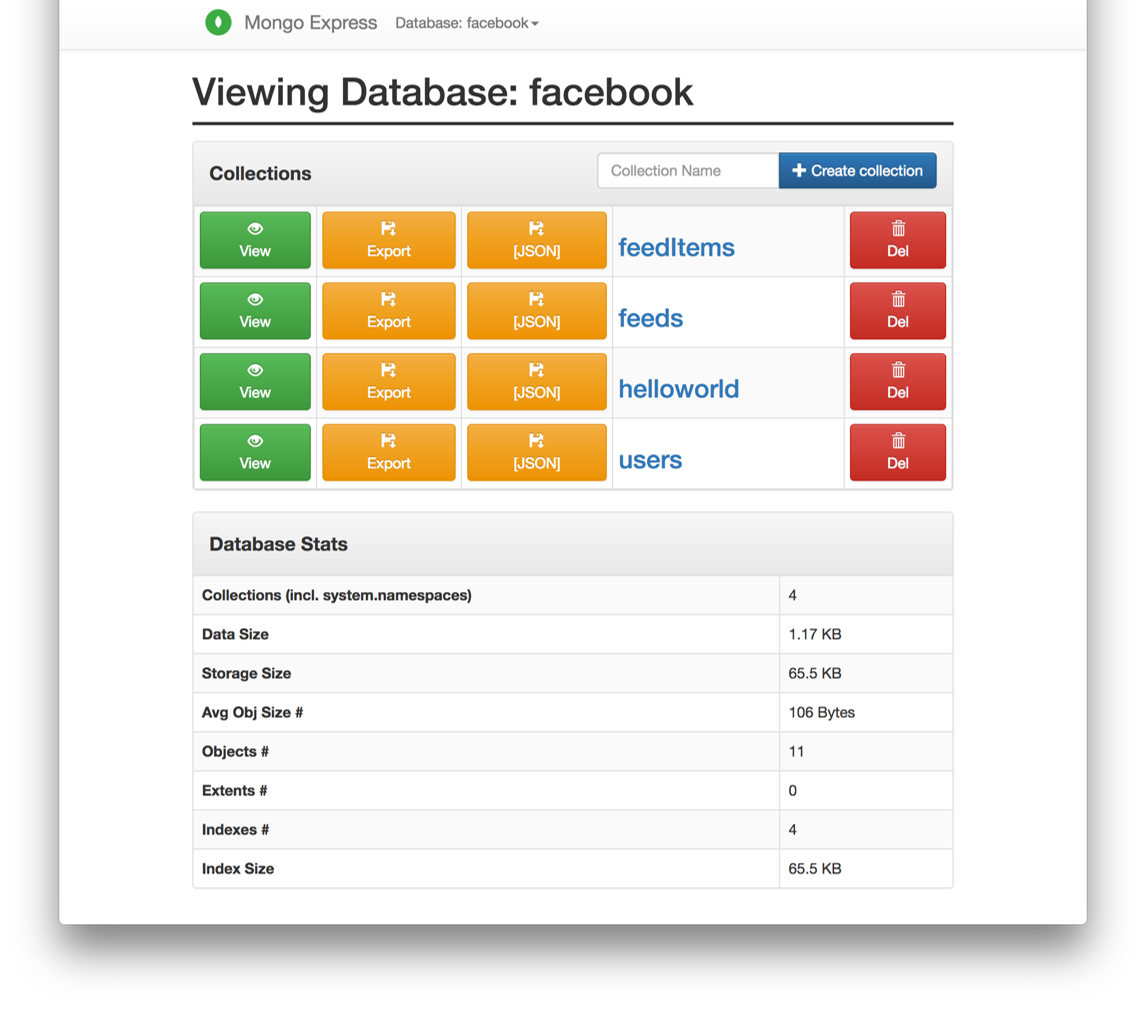 Mongo Express Database: facebook
Viewing Database: facebook
Collections Collection Name Create collection
View Export [JSON] feedItems Del
View Export [JSON] feeds Del
View Export [JSON] helloworld Del
View Export [JSON] users Del
Database Stats
Collections (incl. system.namespaces) 4
Data Size 1.17 KB
Storage Size 65.5 KB
Avg Obj Size # 106 Bytes
Objects # 11
Extents # 0
Indexes # 4
Index Size 65.5 KB